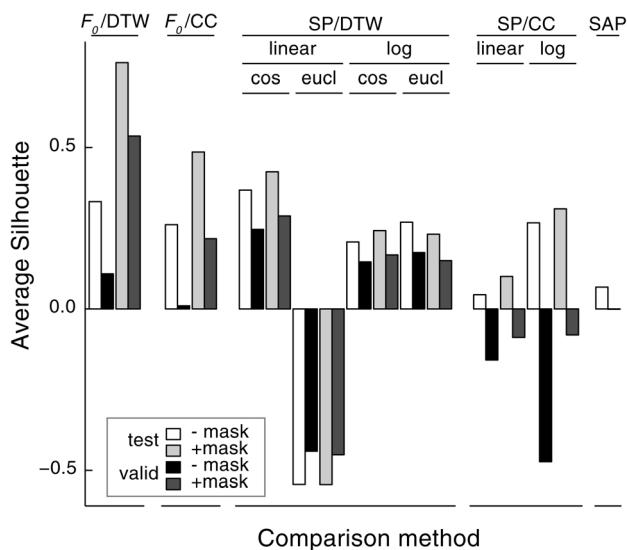 F0/DTW F0/CC SP/DTW SP/CC SAP
linear log linear log
cos eucl cos eucl
0.5
0.0
−0.5
Average Silhouette
test - mask
+mask
valid - mask
+mask
Comparison method